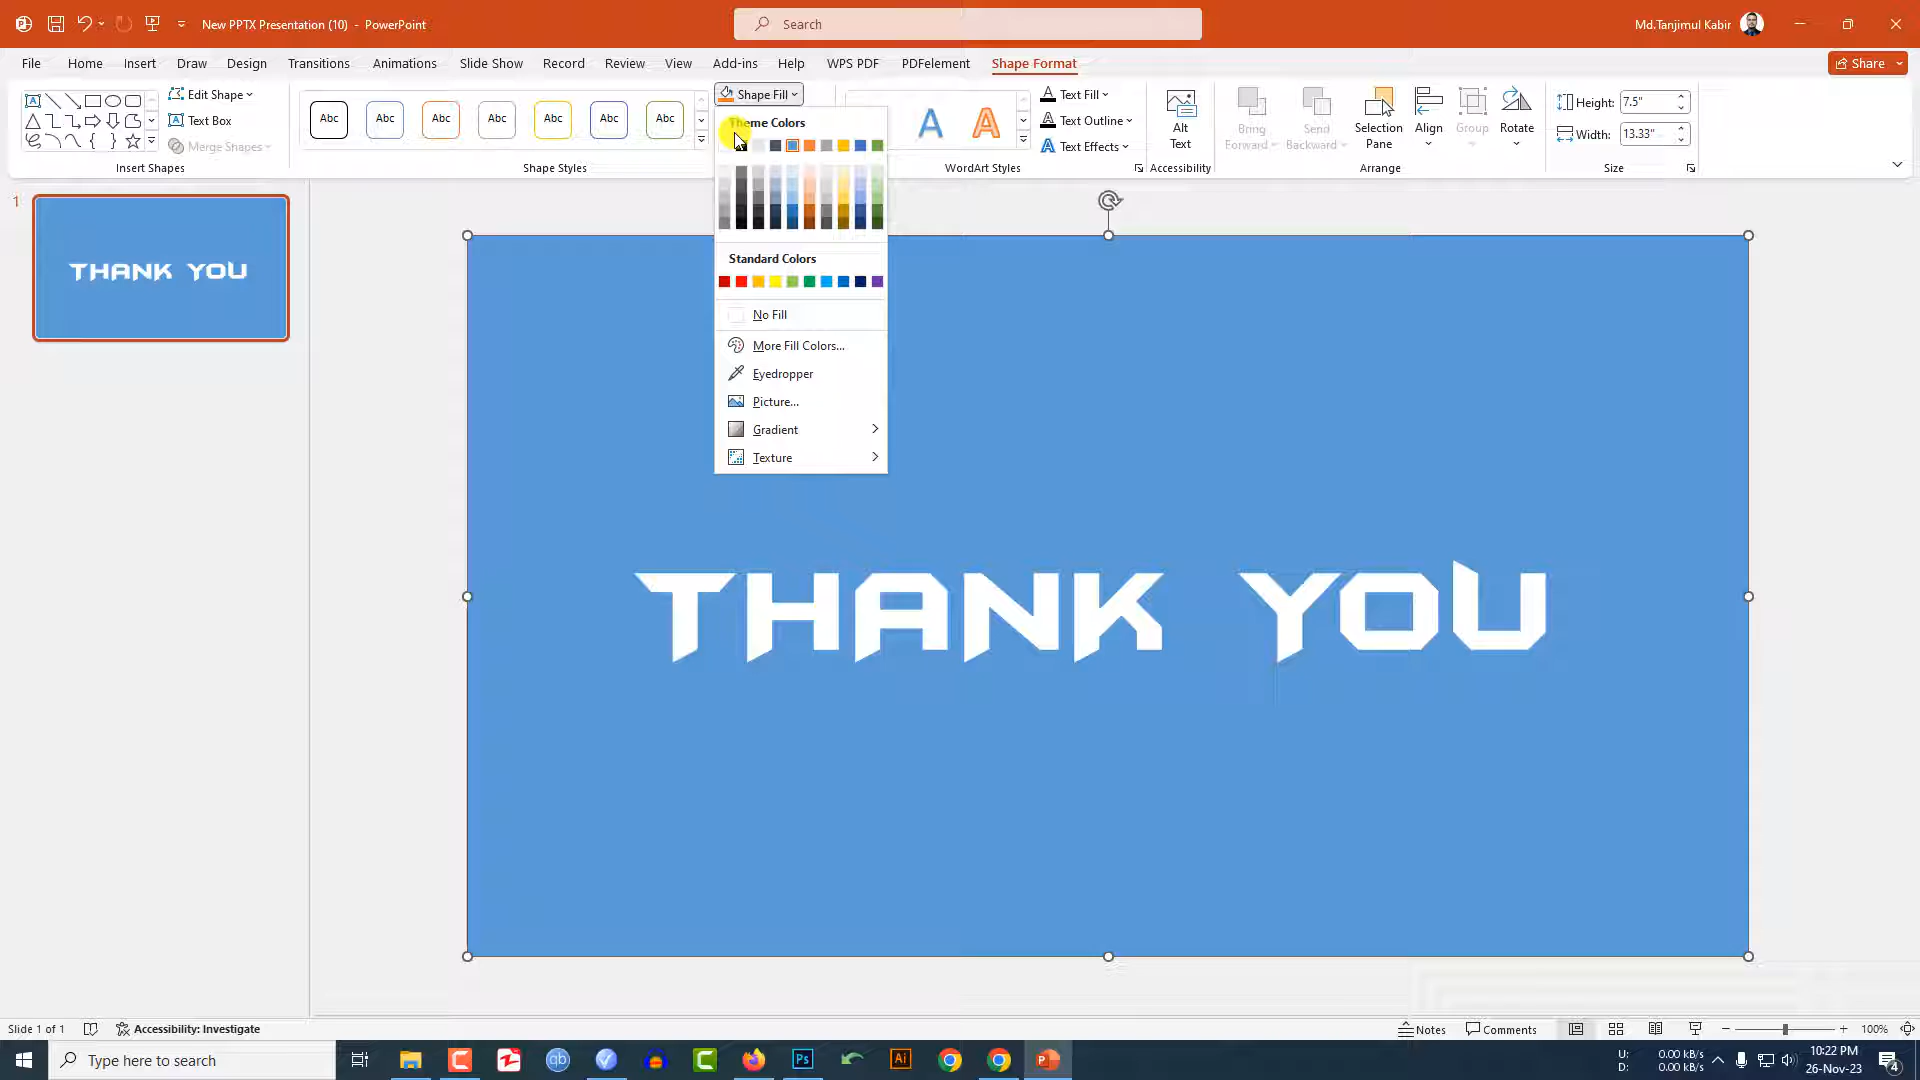 New PPTX Presentation (10) - PowerPoint
Search
Md.Tanjimul Kabir
File Home Insert Draw Design Transitions Animations Slide Show Record Review View Add-ins Help WPS PDF PDFelement Shape Format
Share
Edit Shape
Text Box
Merge Shapes
Insert Shapes
Abc Abc Abc Abc Abc Abc Abc
Shape Styles
Shape Fill
Theme Colors
Standard Colors
No Fill
More Fill Colors...
Eyedropper
Picture...
Gradient
Texture
A A
WordArt Styles
Text Fill
Text Outline
Text Effects
Alt Text
Accessibility
Bring Forward
Send Backward
Selection Pane
Align
Group
Rotate
Arrange
Height: 7.5"
Width: 13.33"
Size
1
THANK YOU
THANK YOU
Slide 1 of 1
Accessibility: Investigate
Notes
Comments
100%
Type here to search
qb
Ps
Ai
U: 0.00 kB/s
D: 0.00 kB/s
10:22 PM
26-Nov-23
4